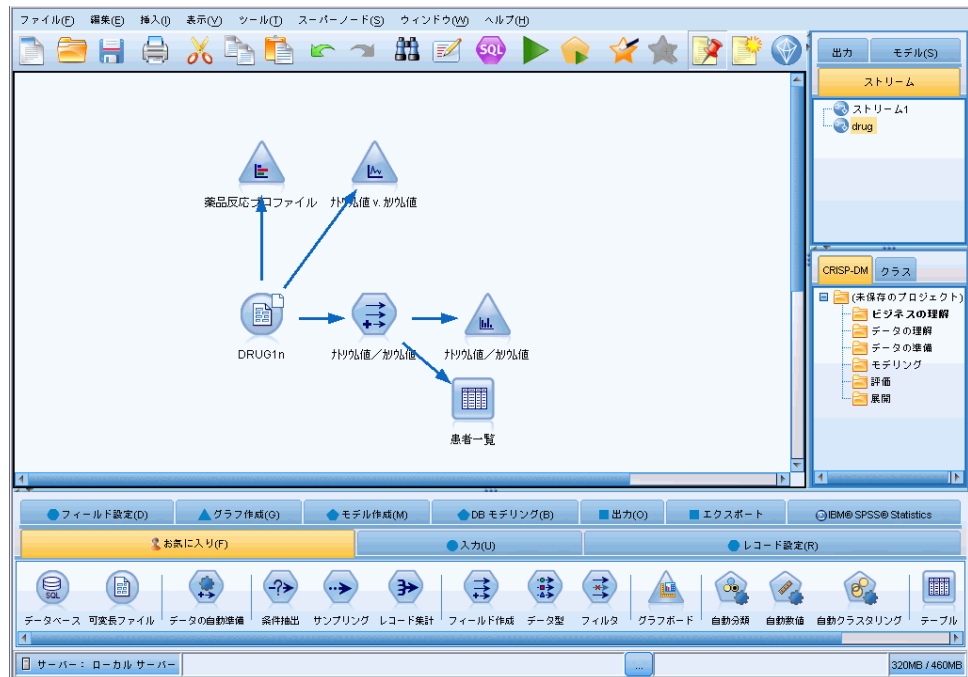 ファイル(F) 編集(E) 挿入(I) 表示(V) ツール(T) スーパーノード(S) ウィンドウ(W) ヘルプ(H)
SQL
出力 モデル(S)
ストリーム
ストリーム1
drug
薬品反応プロファイル ナトリウム値 v. カリウム値
DRUG1n ナトリウム値／カリウム値 ナトリウム値／カリウム値
患者一覧
CRISP-DM クラス
(未保存のプロジェクト)
ビジネスの理解
データの理解
データの準備
モデリング
評価
展開
フィールド設定(D) グラフ作成(G) モデル作成(M) DB モデリング(B) 出力(O) エクスポート IBM® SPSS® Statistics
お気に入り(F) 入力(U) レコード設定(R)
SQL
データベース 可変長ファイル データの自動準備 条件抽出 サンプリング レコード集計 フィールド作成 データ型 フィルタ グラフボード 自動分類 自動数値 自動クラスタリング テーブル
サーバー： ローカル サーバー ... 320MB / 460MB